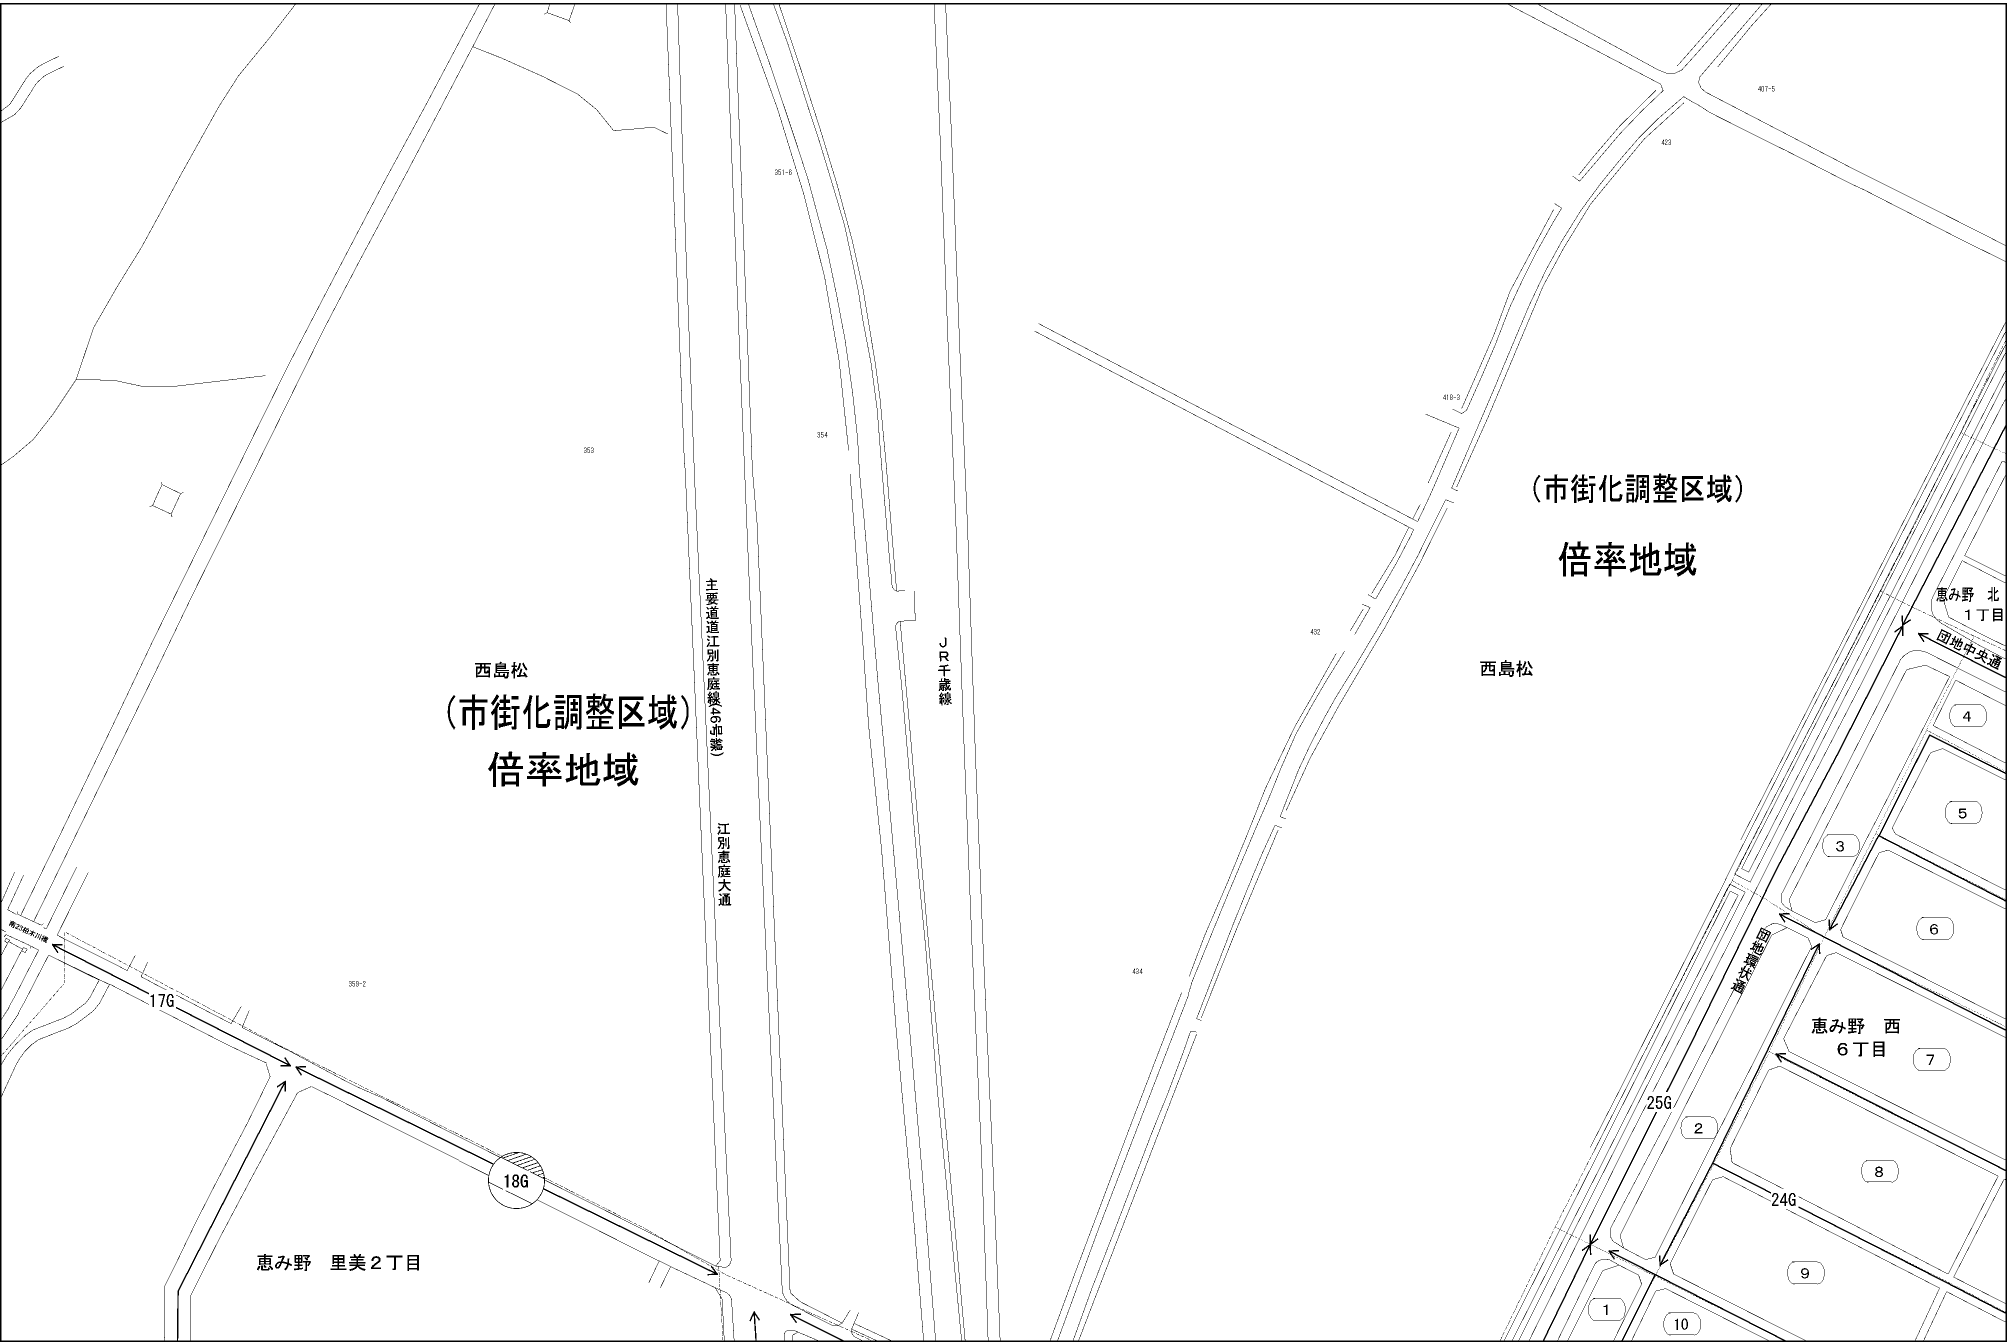 407-5
423
351-6
418-3
354
353
（市街化調整区域）
倍率地域
恵み野　北
１丁目
団地中央通
432
主要道道江別恵庭線（46号線）
ＪＲ千歳線
西島松
（市街化調整区域）
倍率地域
西島松
4
5
3
江別恵庭大通
6
団地環状通
434
359-2
17G
恵み野　西
６丁目
7
25G
2
8
18G
24G
恵み野　里美２丁目
9
1
10